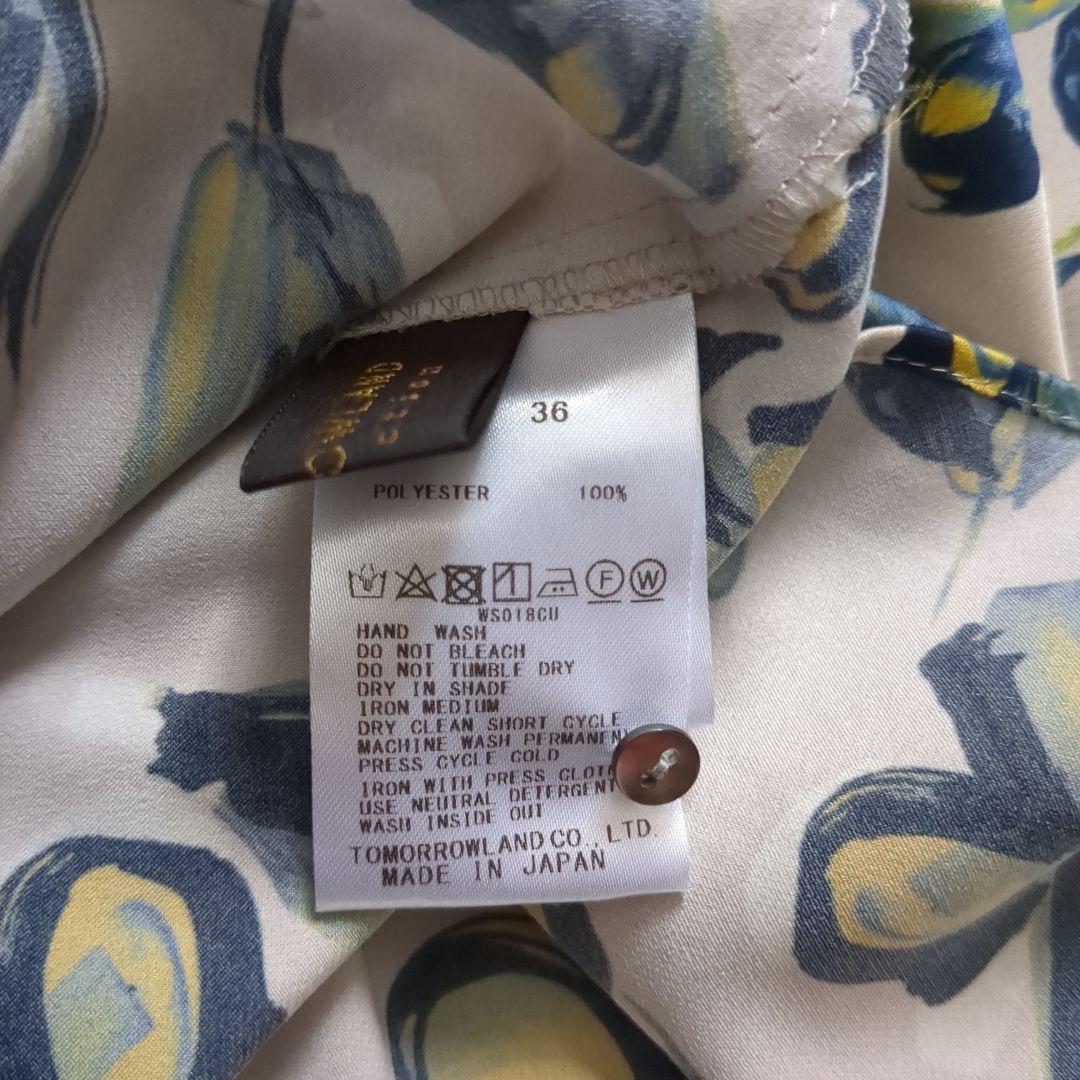 36
POLYESTER 100%
F W
WS018CU
HAND WASH
DO NOT BLEACH
DO NOT TUMBLE DRY
DRY IN SHADE
IRON MEDIUM
DRY CLEAN SHORT CYCLE
MACHINE WASH PERMANEN
PRESS CYCLE COLD
IRON WITH PRESS CLOT
USE NEUTRAL DETERGENT
WASH INSIDE OUT
TOMORROWLAND CO., LTD.
MADE IN JAPAN